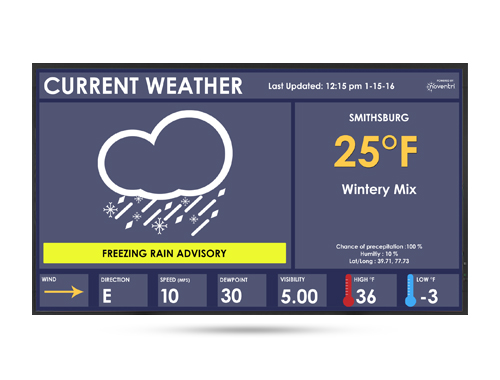 CURRENT WEATHER
Last Updated: 12:15 pm 1-15-16
POWERED BY:
noventri
SMITHSBURG
25°F
Wintery Mix
FREEZING RAIN ADVISORY
Chance of precepitation :100 %
Humitiy : 10 %
Lat/Long : 39.71, 77.73
WIND
DIRECTION
E
SPEED (MPS)
10
DEWPOINT
30
VISIBILITY
5.00
HIGH °F
36
LOW °F
-3